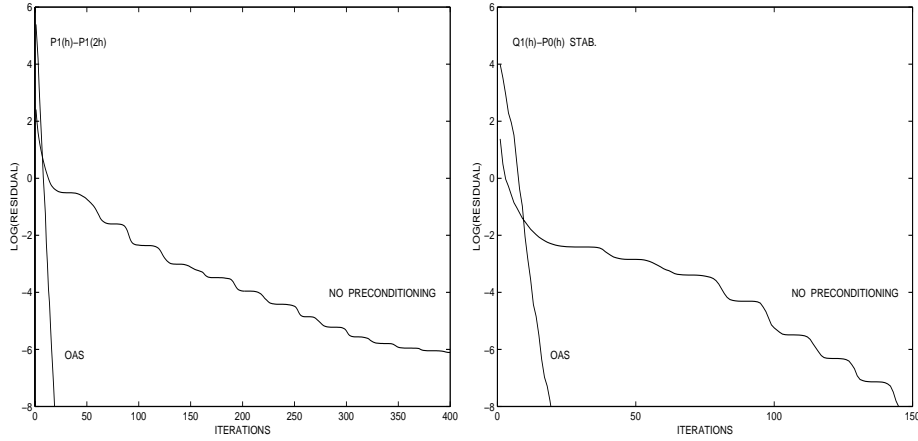 P1(h)−P1(2h)
NO PRECONDITIONING
OAS
LOG(RESIDUAL)
6
4
2
0
−2
−4
−6
−8
0
50
100
150
200
250
300
350
400
ITERATIONS
Q1(h)−P0(h) STAB.
NO PRECONDITIONING
OAS
LOG(RESIDUAL)
6
4
2
0
−2
−4
−6
−8
0
50
100
150
ITERATIONS